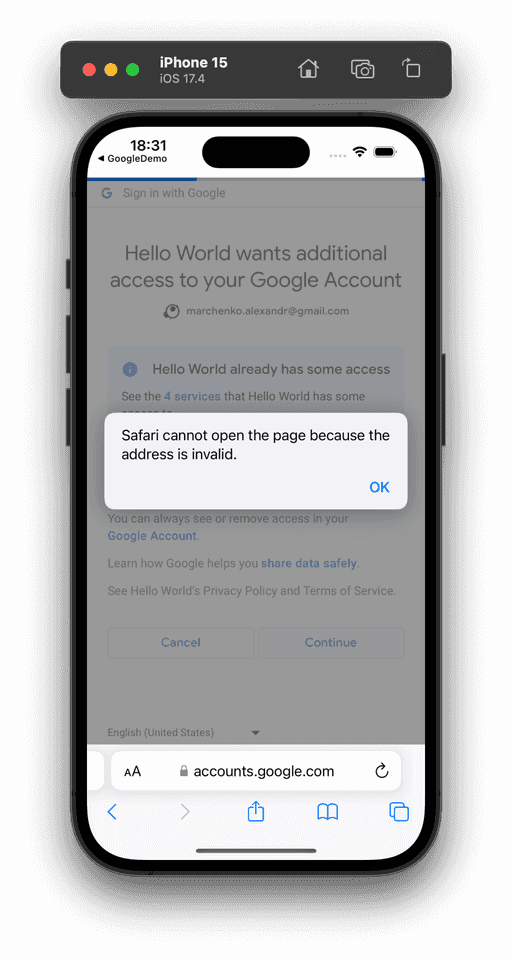 iPhone 15
iOS 17.4
18:31
◀ GoogleDemo
Sign in with Google
Hello World wants additional
access to your Google Account
marchenko.alexandr@gmail.com
Hello World already has some access
See the 4 services that Hello World has some
Safari cannot open the page because the
address is invalid.
OK
You can always see or remove access in your
Google Account.
Learn how Google helps you share data safely.
See Hello World's Privacy Policy and Terms of Service.
Cancel
Continue
English (United States)
AA
accounts.google.com